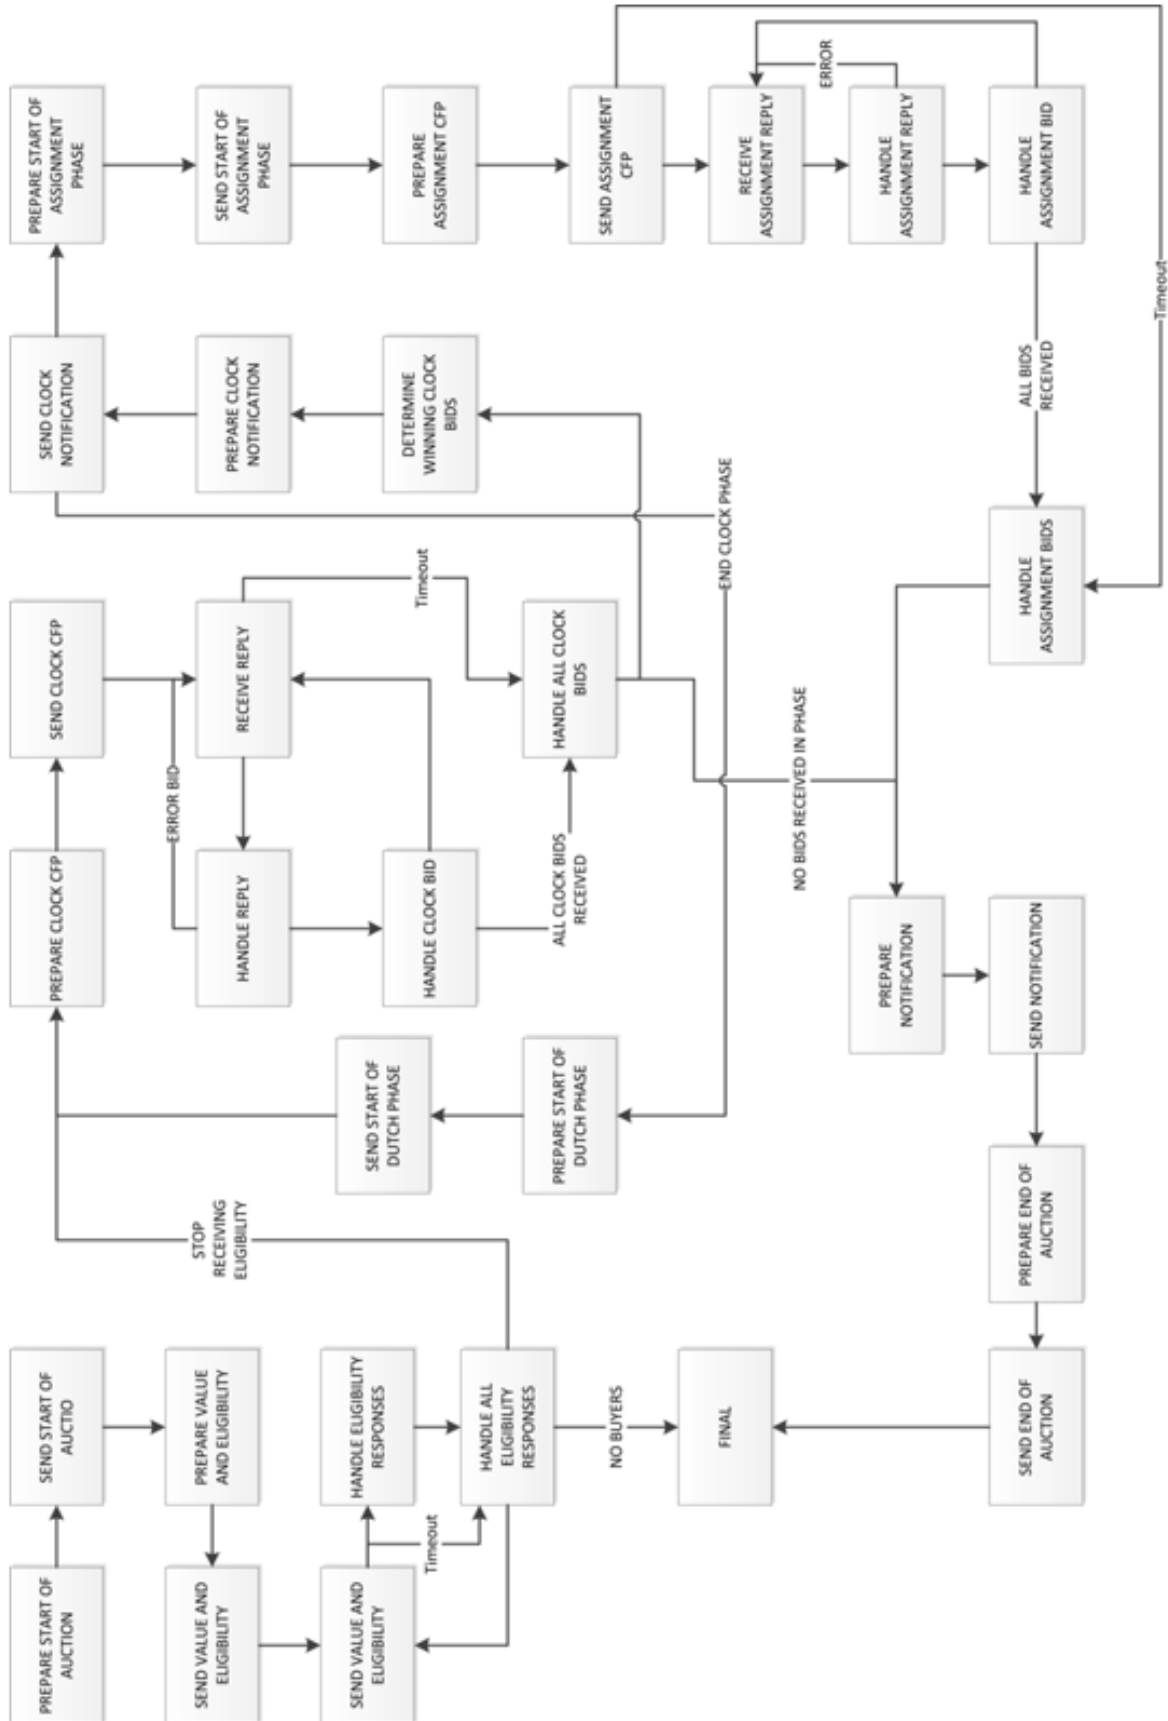 PREPARE START OF
AUCTION
SEND START OF
AUCTIO
PREPARE VALUE
AND ELIGIBILITY
SEND VALUE AND
ELIGIBILITY
SEND VALUE AND
ELIGIBILITY
HANDLE ELIGIBILITY
RESPONSES
Timeout
HANDLE ALL
ELIGIBILITY
RESPONSES
NO BUYERS
FINAL
STOP
RECEIVING
ELIGIBILITY
SEND START OF
DUTCH PHASE
PREPARE START OF
DUTCH PHASE
PREPARE CLOCK CFP
SEND CLOCK CFP
ERROR BID
HANDLE REPLY
RECEIVE REPLY
HANDLE CLOCK BID
Timeout
ALL CLOCK BIDS
RECEIVED
HANDLE ALL CLOCK
BIDS
END CLOCK PHASE
NO BIDS RECEIVED IN PHASE
SEND CLOCK
NOTIFICATION
PREPARE CLOCK
NOTIFICATION
DETERMINE
WINNING CLOCK
BIDS
PREPARE START OF
ASSIGNMENT
PHASE
SEND START OF
ASSIGNMENT
PHASE
PREPARE
ASSIGNMENT CFP
SEND ASSIGNMENT
CFP
RECEIVE
ASSIGNMENT REPLY
ERROR
HANDLE
ASSIGNMENT REPLY
HANDLE
ASSIGNMENT BID
ALL BIDS
RECEIVED
Timeout
HANDLE
ASSIGNMENT BIDS
PREPARE
NOTIFICATION
SEND NOTIFICATION
PREPARE END OF
AUCTION
SEND END OF
AUCTION